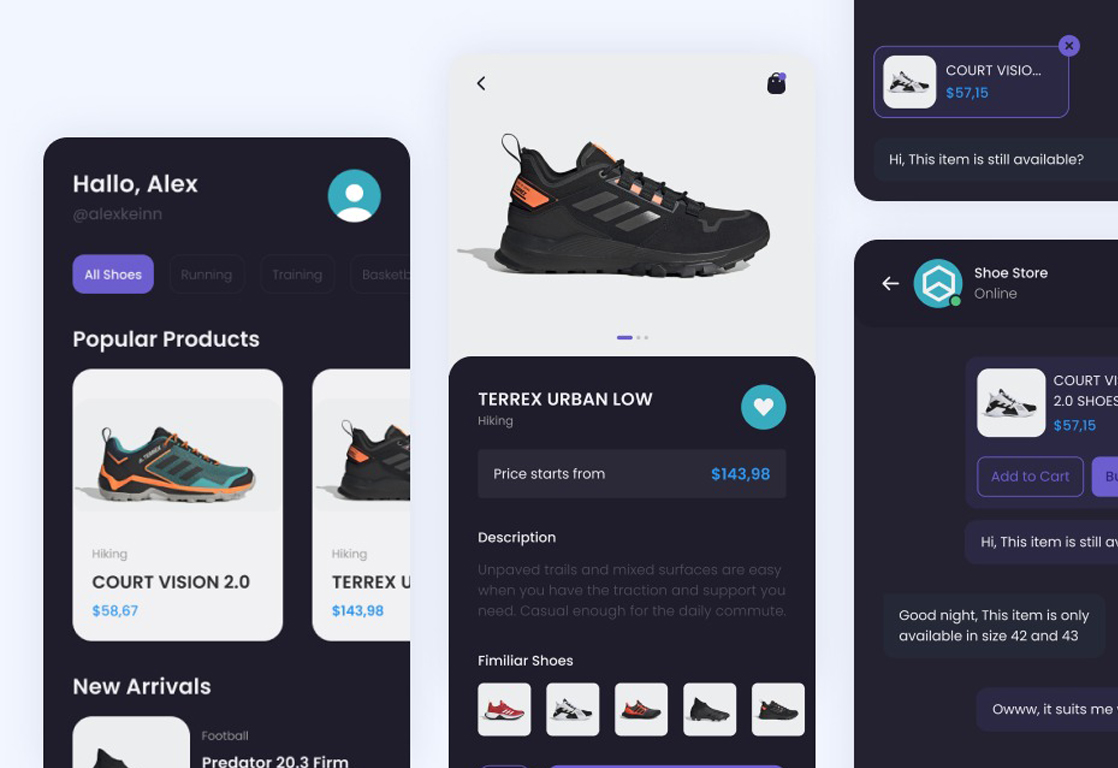 Hallo, Alex
@alexkeinn
All Shoes
Running
Training
Popular Products
Hiking
COURT VISION 2.0
$58,67
Hiking
TERREX U
$143,98
New Arrivals
Football
Predator 20.3 Firm
TERREX URBAN LOW
Hiking
Price starts from
$143,98
Description
Unpaved trails and mixed surfaces are easy
when you have the traction and support you
need. Casual enough for the daily commute.
Fimiliar Shoes
COURT VISIO...
$57,15
Hi, This item is still available?
Shoe Store
Online
COURT VI
2.0 SHOES
$57,15
Add to Cart
Hi, This item is still av
Good night, This item is only
available in size 42 and 43
Owww, it suits me